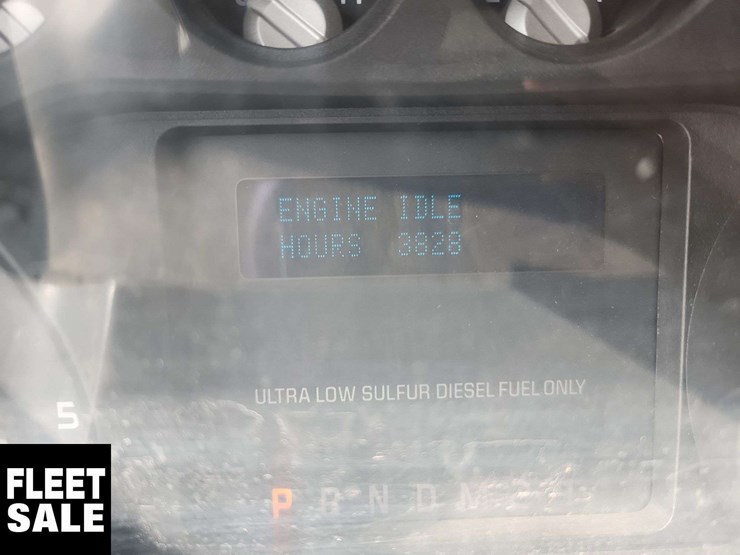 ENGINE IDLE
HOURS 3828
ULTRA LOW SULFUR DIESEL FUEL ONLY
5
P R N D M
FLEET
SALE